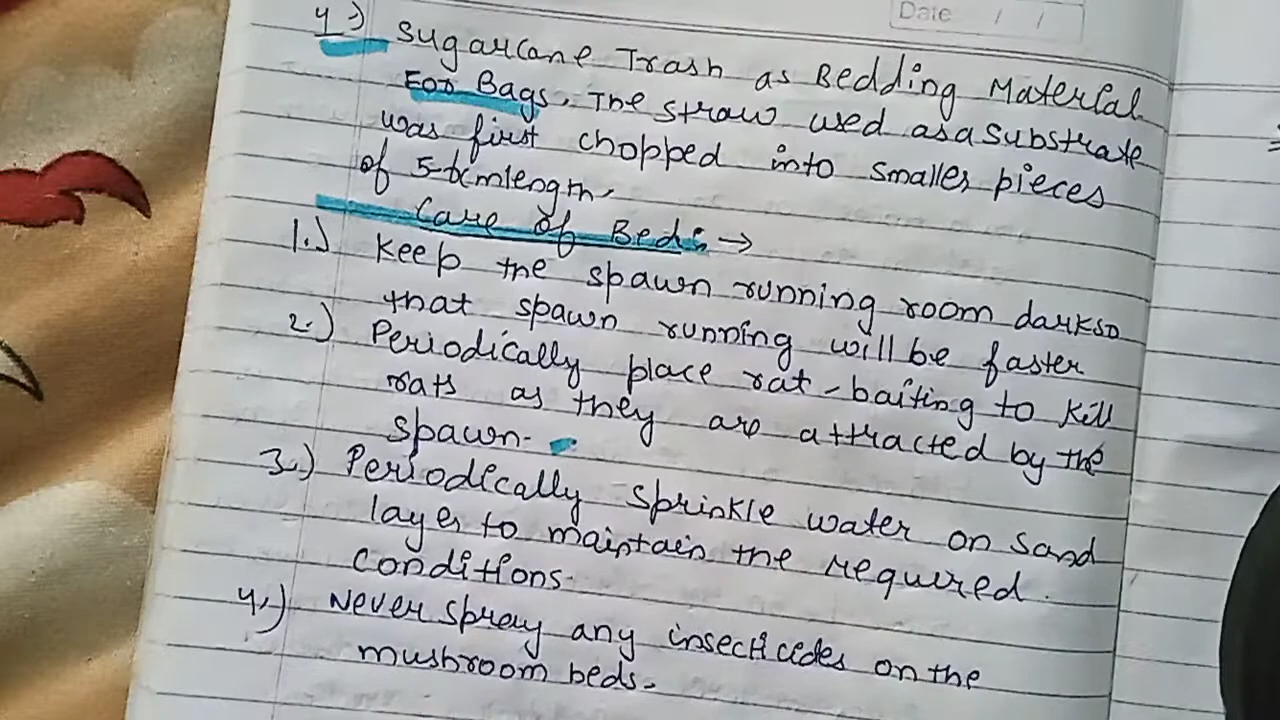 Date / /
4.) Sugarcane Trash as Bedding Material
For Bags. The straw used as a substrate
was first chopped into smaller pieces
of 5-6cm length.
Care of Beds →
1.) Keep the spawn running room dark so
that spawn running will be faster
2.) Periodically place rat-baiting to kill
rats as they are attracted by the
spawn.
3.) Periodically sprinkle water on sand
layer to maintain the required
conditions.
4.) Never spray any insecticides on the
mushroom beds.